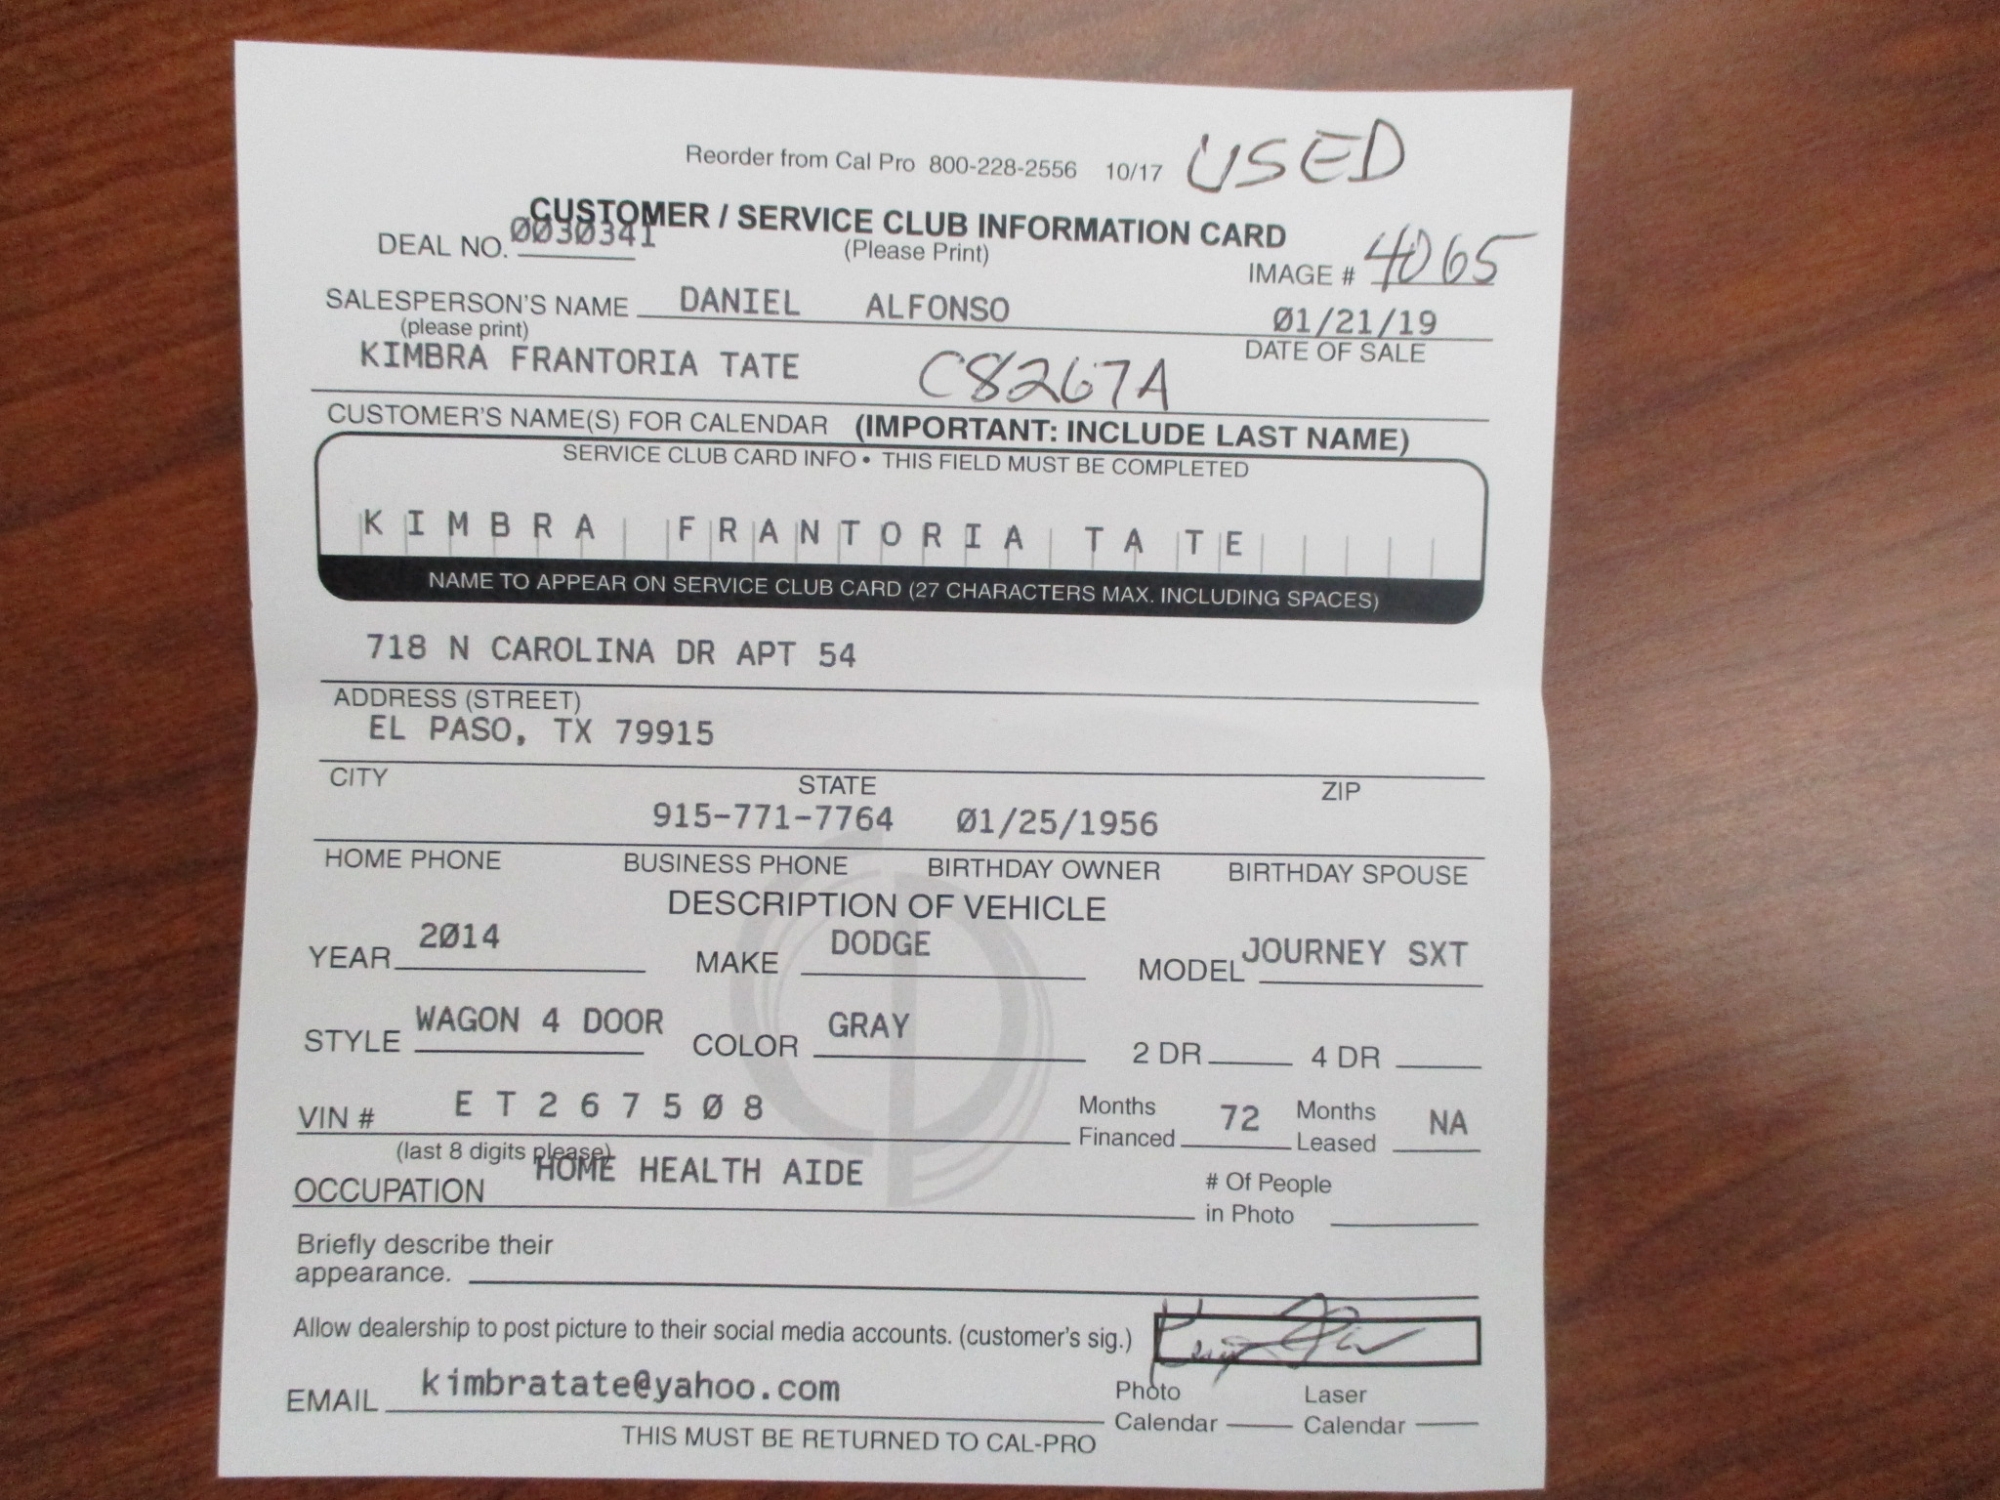 Reorder from Cal Pro 800-228-2556 10/17 USED
CUSTOMER / SERVICE CLUB INFORMATION CARD
DEAL NO. 0030341 (Please Print) IMAGE # 4065
SALESPERSON'S NAME DANIEL ALFONSO 01/21/19
(please print) DATE OF SALE
KIMBRA FRANTORIA TATE C8267A
CUSTOMER'S NAME(S) FOR CALENDAR (IMPORTANT: INCLUDE LAST NAME)
SERVICE CLUB CARD INFO • THIS FIELD MUST BE COMPLETED
KIMBRA FRANTORIA TATE
NAME TO APPEAR ON SERVICE CLUB CARD (27 CHARACTERS MAX. INCLUDING SPACES)
718 N CAROLINA DR APT 54
ADDRESS (STREET)
EL PASO, TX 79915
CITY STATE ZIP
915-771-7764 01/25/1956
HOME PHONE BUSINESS PHONE BIRTHDAY OWNER BIRTHDAY SPOUSE
DESCRIPTION OF VEHICLE
YEAR 2014 MAKE DODGE MODEL JOURNEY SXT
STYLE WAGON 4 DOOR COLOR GRAY 2 DR 4 DR
VIN # ET267508 Months Financed 72 Months Leased NA
(last 8 digits please)
OCCUPATION HOME HEALTH AIDE # Of People in Photo
Briefly describe their
appearance.
Allow dealership to post picture to their social media accounts. (customer's sig.)
EMAIL kimbratate@yahoo.com Photo Calendar Laser Calendar
THIS MUST BE RETURNED TO CAL-PRO